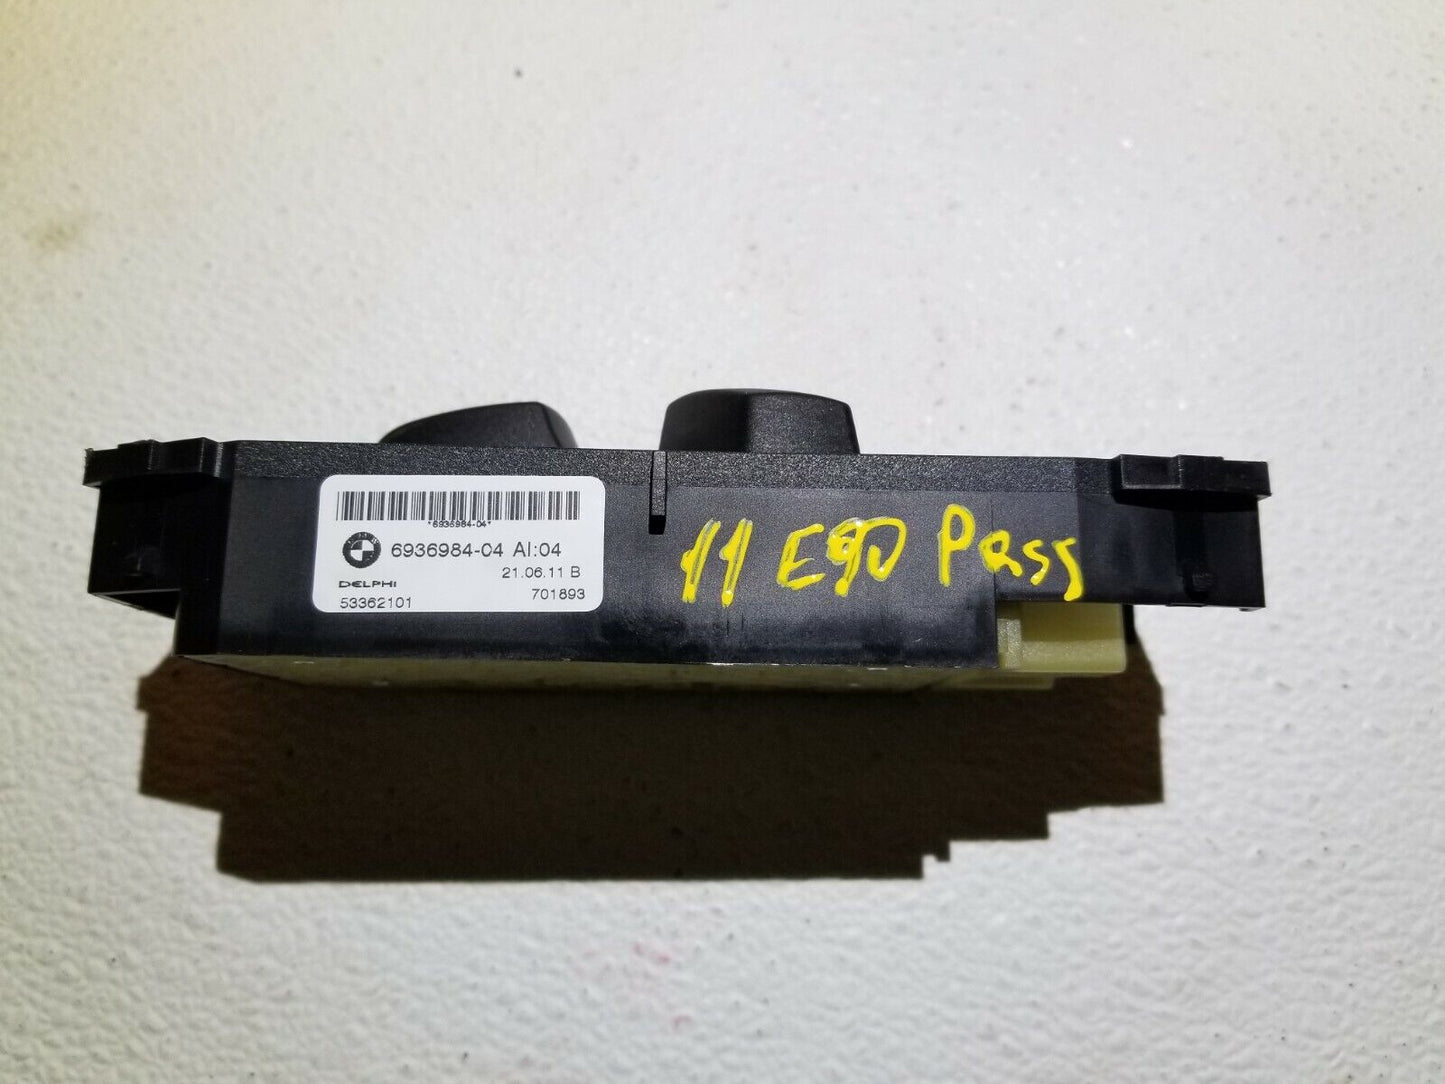 *6936984-04*
6936984-04 AI:04
21.06.11 B
DELPHI
701893
53362101
11 E90 Pass